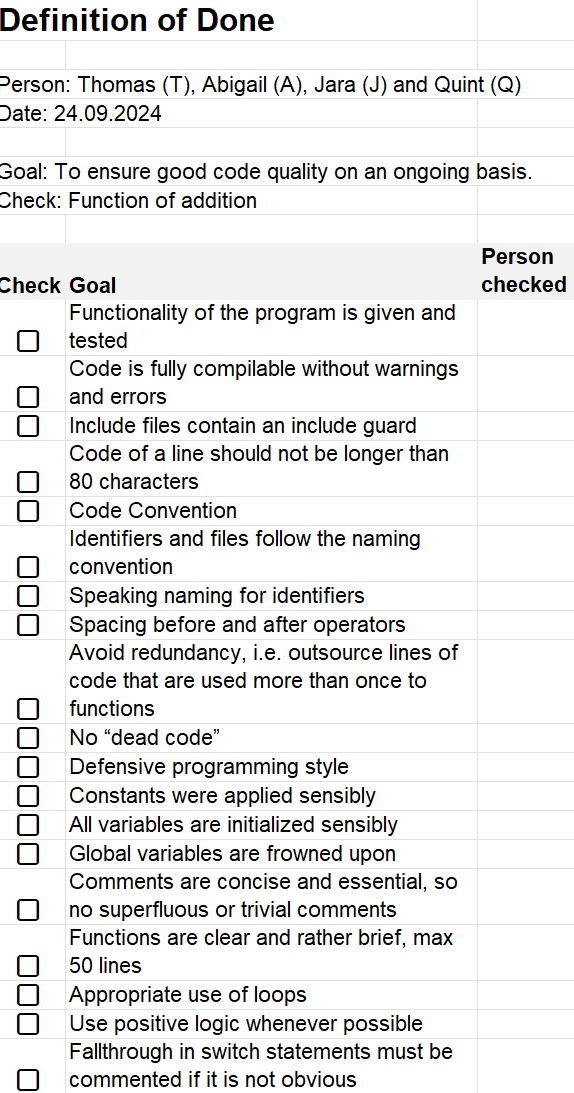 Definition of Done
Person: Thomas (T), Abigail (A), Jara (J) and Quint (Q)
Date: 24.09.2024
Goal: To ensure good code quality on an ongoing basis.
Check: Function of addition
Person
Check Goal checked
Functionality of the program is given and
tested
Code is fully compilable without warnings
and errors
Include files contain an include guard
Code of a line should not be longer than
80 characters
Code Convention
Identifiers and files follow the naming
convention
Speaking naming for identifiers
Spacing before and after operators
Avoid redundancy, i.e. outsource lines of
code that are used more than once to
functions
No “dead code”
Defensive programming style
Constants were applied sensibly
All variables are initialized sensibly
Global variables are frowned upon
Comments are concise and essential, so
no superfluous or trivial comments
Functions are clear and rather brief, max
50 lines
Appropriate use of loops
Use positive logic whenever possible
Fallthrough in switch statements must be
commented if it is not obvious